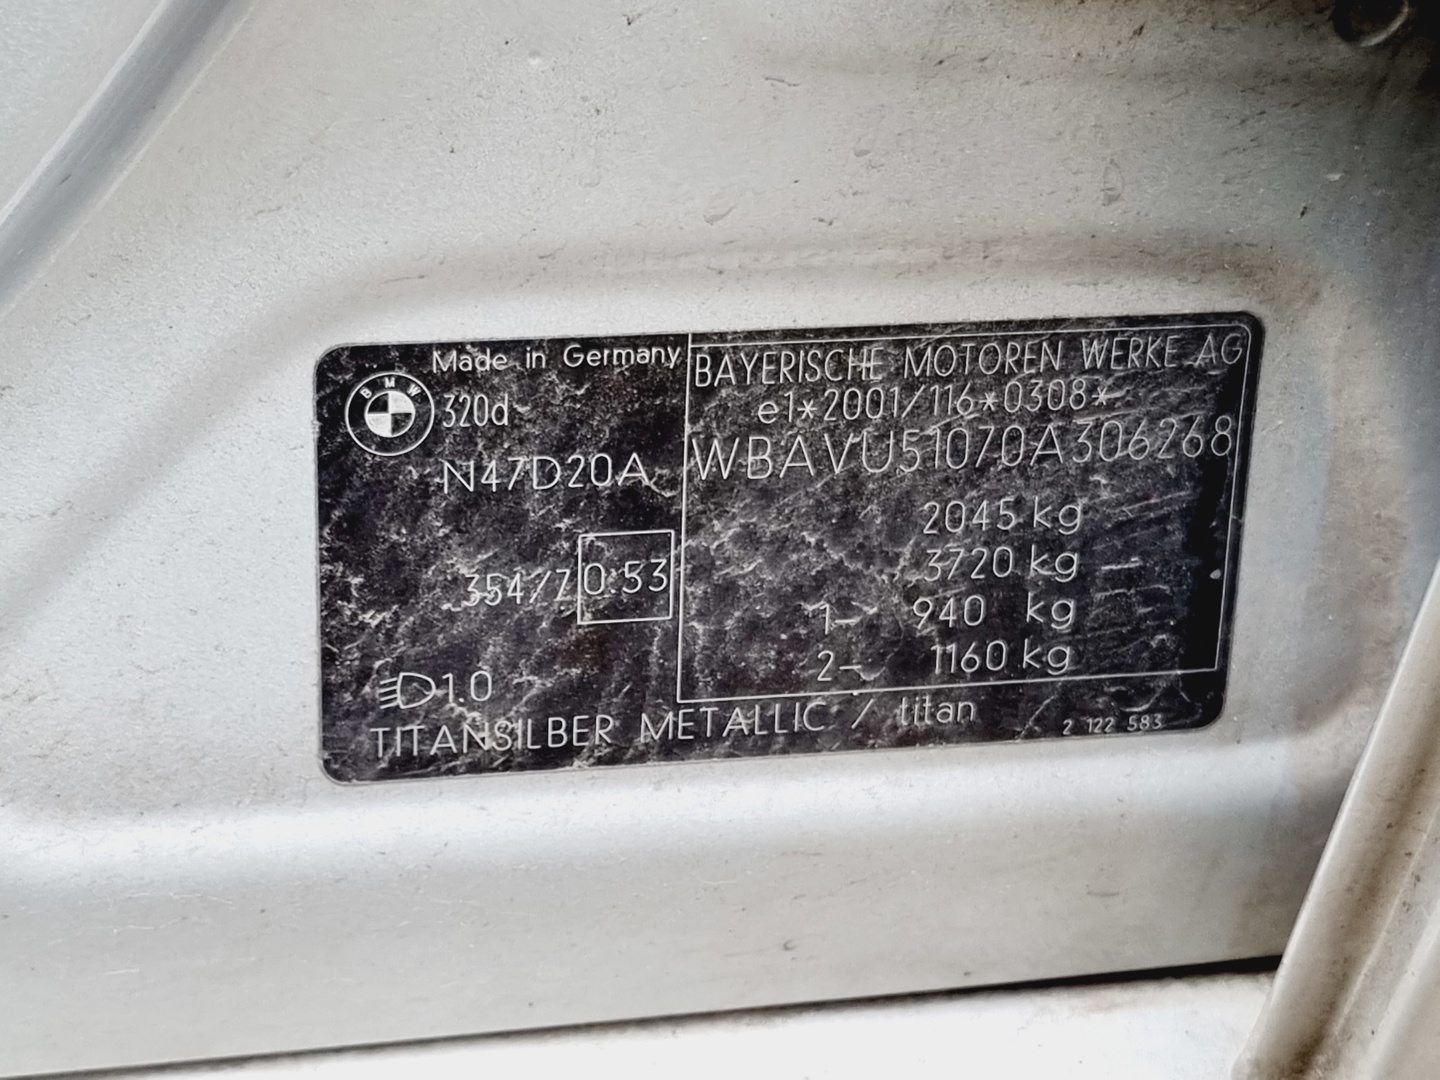 Made in Germany
BMW
320d
N47D20A
354/7 0.53
1.0
BAYERISCHE MOTOREN WERKE AG
e1*2001/116*0308*
WBAVU51070A306268
2045 kg
3720 kg
1- 940 kg
2- 1160 kg
TITANSILBER METALLIC / titan
2 122 583